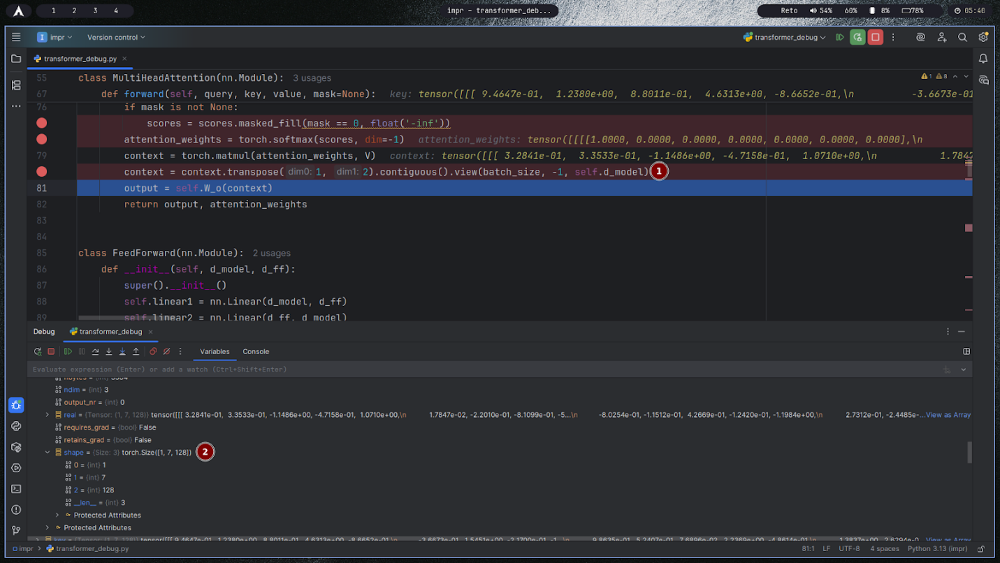 1 2 3 4
impr - transformer_deb...
Reto 54% 60% 8% 78% 05:40
impr Version control
transformer_debug
transformer_debug.py ×
55 class MultiHeadAttention(nn.Module): 3 usages
1 8
67 def forward(self, query, key, value, mask=None): key: tensor([[[ 9.4647e-01, 1.2380e+00, 8.8011e-01, 4.6313e+00, -8.6652e-01,\n -3.6673e-01
76 if mask is not None:
scores = scores.masked_fill(mask == 0, float('-inf'))
attention_weights = torch.softmax(scores, dim=-1) attention_weights: tensor([[[[1.0000, 0.0000, 0.0000, 0.0000, 0.0000, 0.0000, 0.0000],\n
79 context = torch.matmul(attention_weights, V) context: tensor([[[ 3.2841e-01, 3.3533e-01, -1.1486e+00, -4.7158e-01, 1.0710e+00,\n 1.7847
context = context.transpose( dim0: 1, dim1: 2).contiguous().view(batch_size, -1, self.d_model) 1
81 output = self.W_o(context)
82 return output, attention_weights
83
84
85 class FeedForward(nn.Module): 2 usages
86 def __init__(self, d_model, d_ff):
87 super().__init__()
88 self.linear1 = nn.Linear(d_model, d_ff)
89 self.linear2 = nn.Linear(d_ff, d_model)
Debug transformer_debug ×
Variables Console
Evaluate expression (Enter) or add a watch (Ctrl+Shift+Enter)
ndim = {int} 3
output_nr = {int} 0
real = {Tensor: (1, 7, 128)} tensor([[[ 3.2841e-01, 3.3533e-01, -1.1486e+00, -4.7158e-01, 1.0710e+00,\n 1.7847e-02, -2.2010e-01, -8.1099e-01, -5...\n -8.0254e-01, -1.1512e-01, 4.2669e-01, -1.2420e-01, -1.1984e+00,\n 2.7312e-01, -2.4485e-...View as Array
requires_grad = {bool} False
retains_grad = {bool} False
shape = {Size: 3} torch.Size([1, 7, 128]) 2
0 = {int} 1
1 = {int} 7
2 = {int} 128
__len__ = {int} 3
Protected Attributes
Protected Attributes
key = {Tensor: (1, 7, 128)} tensor([[[ 9.4647e-01, 1.2380e+00, 8.8011e-01, 4.6313e+00, -8.6652e-01,\n -3.6673e-01, 1.5451e+00, -2.1700e-01, -1...\n 9.8635e-01, 5.2407e-01, 7.6896e-02, 2.2369e+00, -4.8614e-01,\n View as Array
impr > transformer_debug.py
81:1 LF UTF-8 4 spaces Python 3.13 (impr)